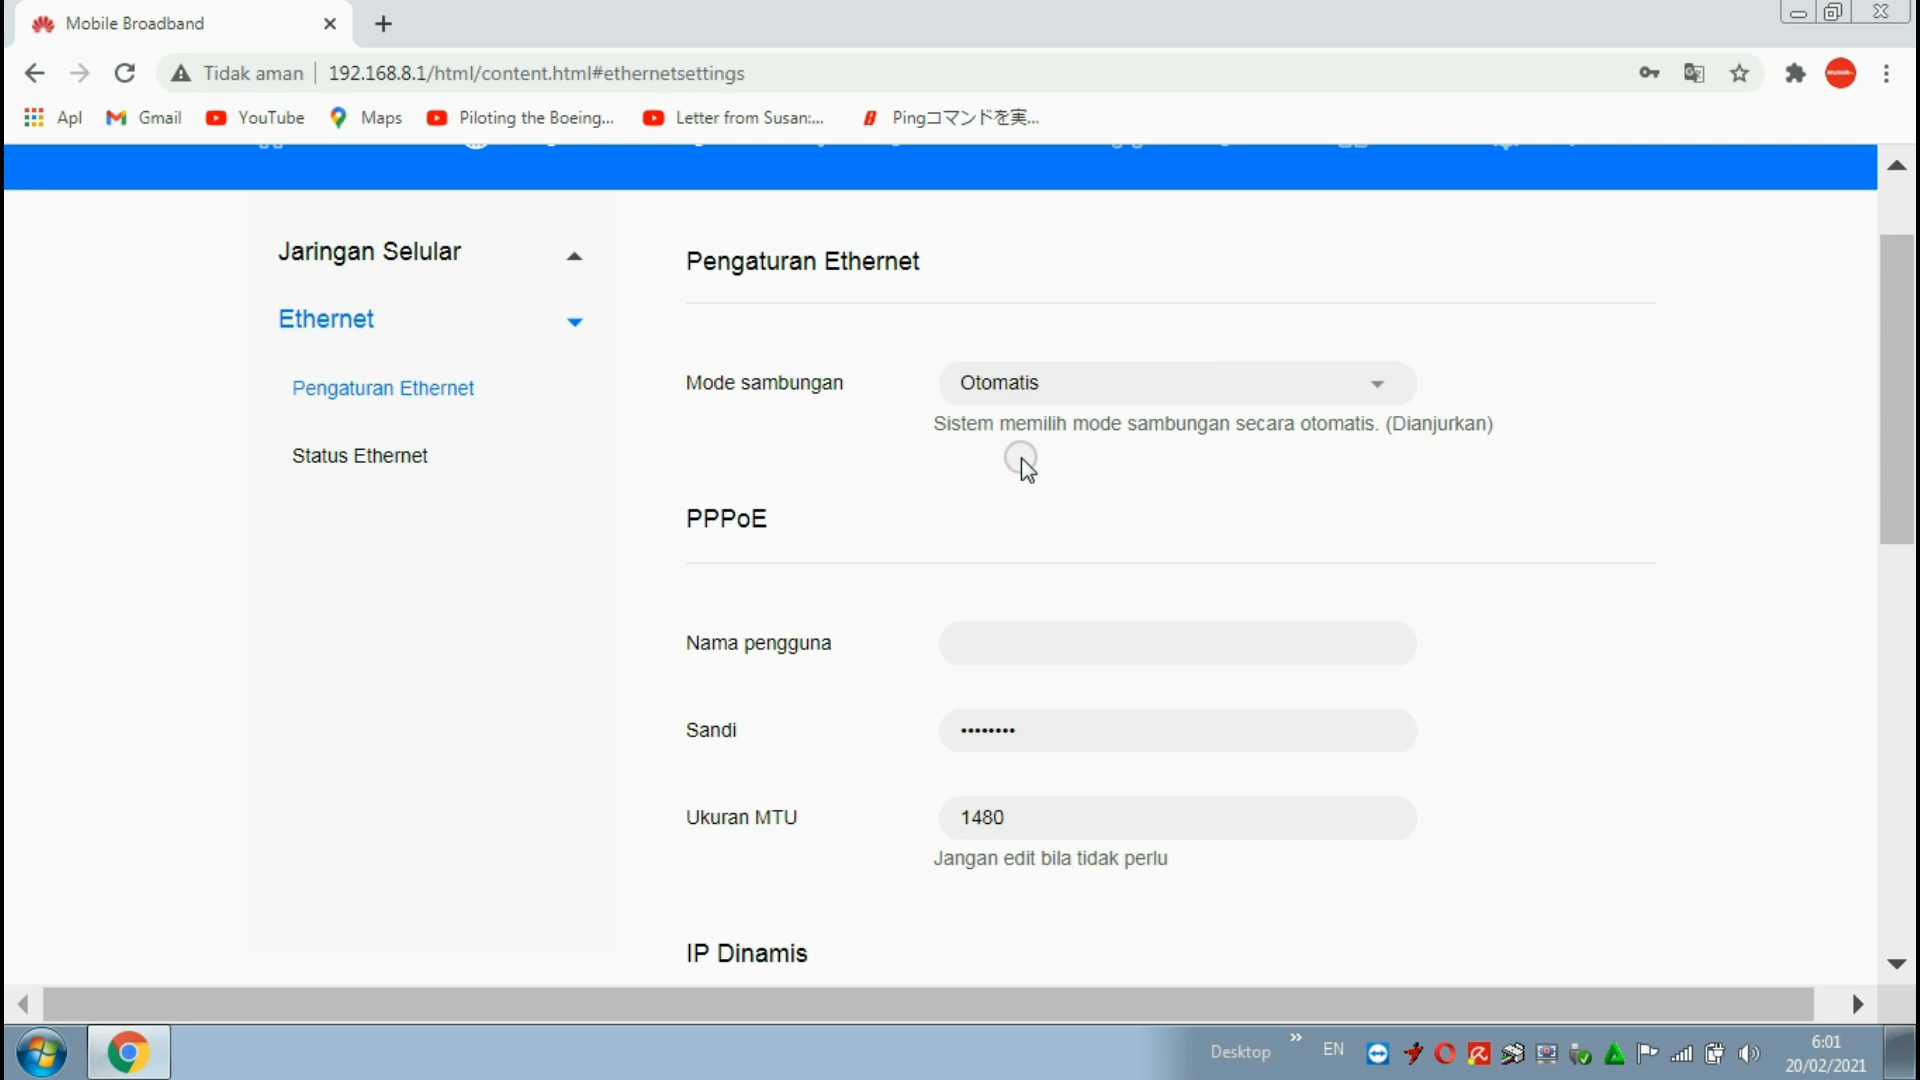 Mobile Broadband
Tidak aman
192.168.8.1/html/content.html#ethernetsettings
Apl
Gmail
YouTube
Maps
Piloting the Boeing...
Letter from Susan:...
Pingコマンドを実...
Jaringan Selular
Ethernet
Pengaturan Ethernet
Status Ethernet
Pengaturan Ethernet
Mode sambungan
Otomatis
Sistem memilih mode sambungan secara otomatis. (Dianjurkan)
PPPoE
Nama pengguna
Sandi
••••••••
Ukuran MTU
1480
Jangan edit bila tidak perlu
IP Dinamis
Desktop
EN
6:01
20/02/2021